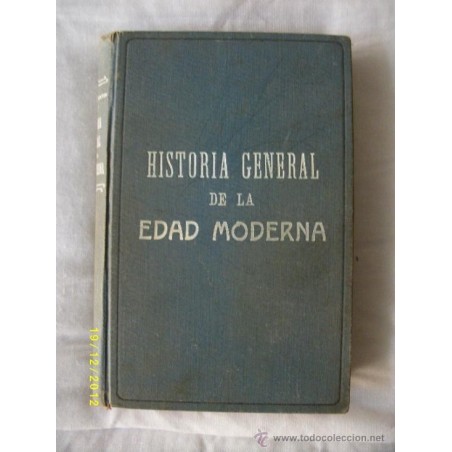 HISTORIA GENERAL
DE LA
EDAD MODERNA
19/12/2012
www.todocoleccion.net